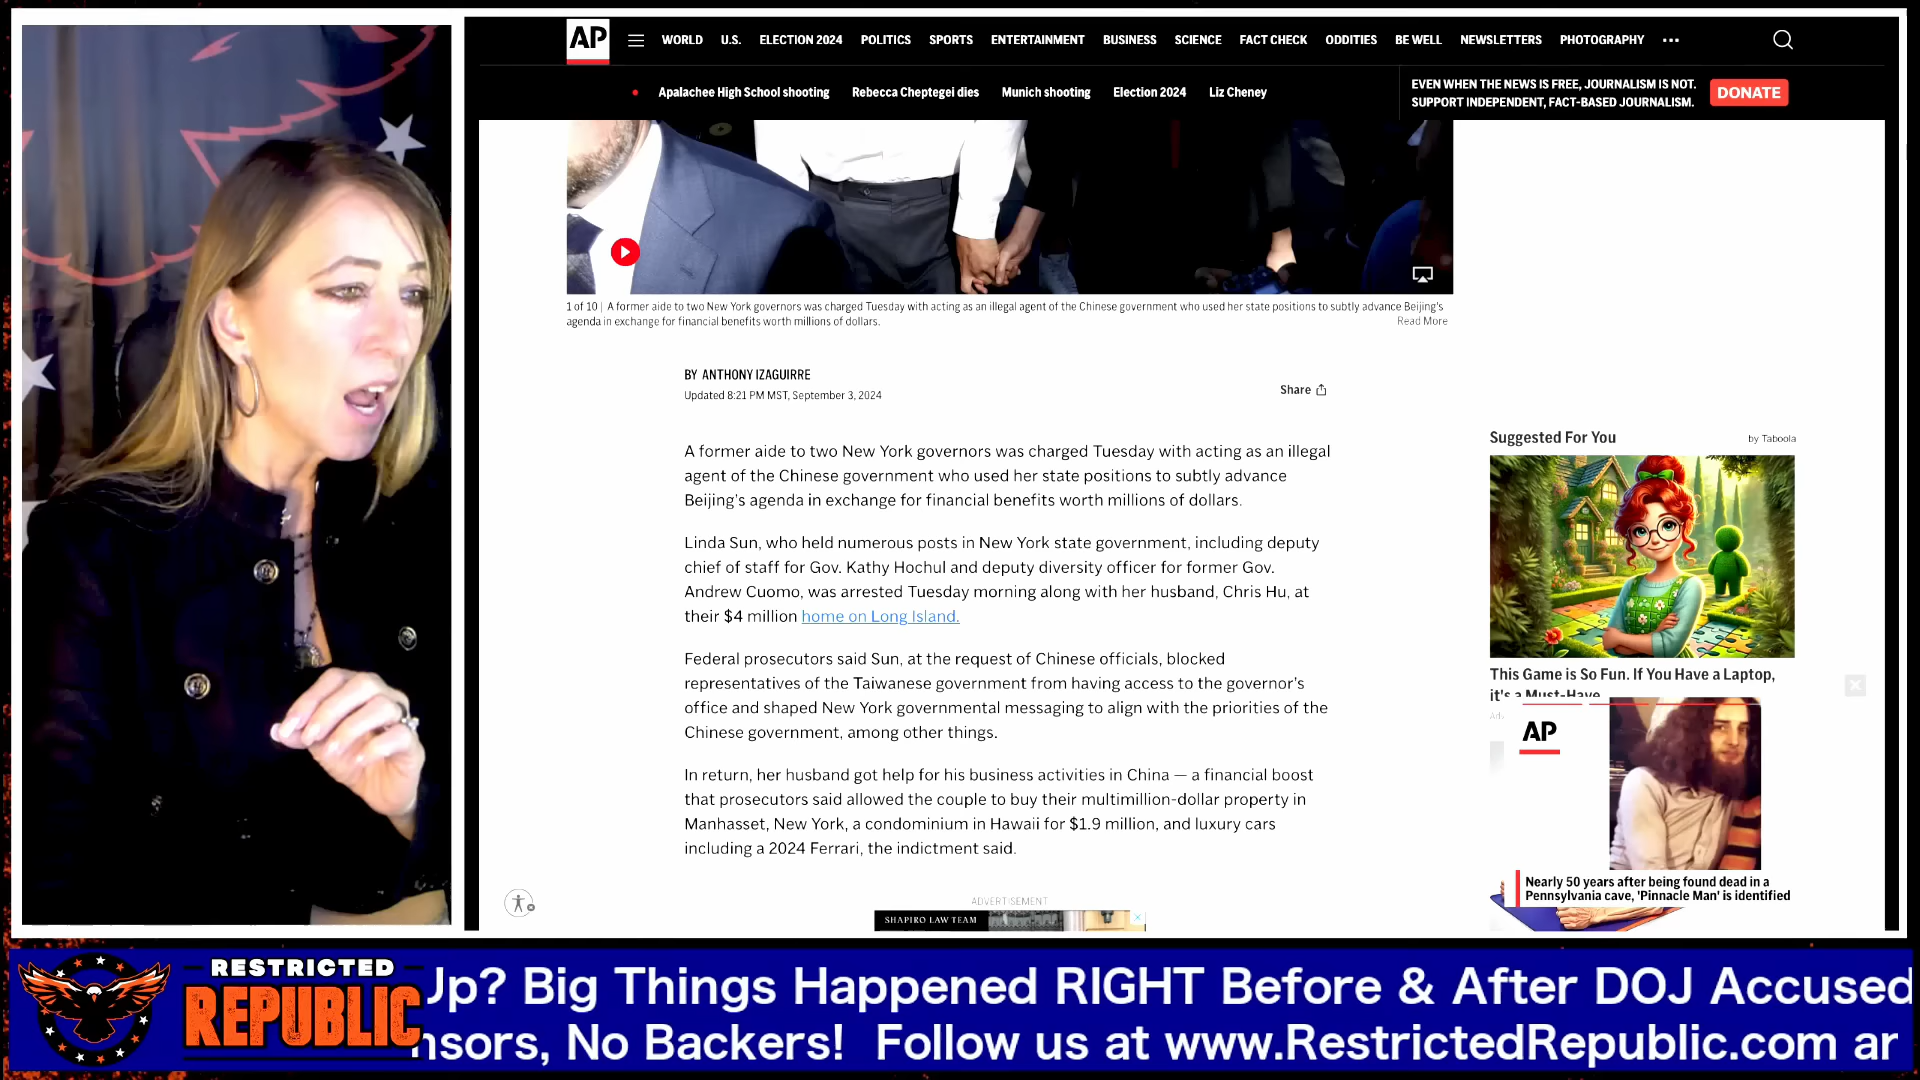 AP
WORLD U.S. ELECTION 2024 POLITICS SPORTS ENTERTAINMENT BUSINESS SCIENCE FACT CHECK ODDITIES BE WELL NEWSLETTERS PHOTOGRAPHY
Apalachee High School shooting Rebecca Cheptegei dies Munich shooting Election 2024 Liz Cheney
EVEN WHEN THE NEWS IS FREE, JOURNALISM IS NOT.
SUPPORT INDEPENDENT, FACT-BASED JOURNALISM.
DONATE
1 of 10 | A former aide to two New York governors was charged Tuesday with acting as an illegal agent of the Chinese government who used her state positions to subtly advance Beijing's
agenda in exchange for financial benefits worth millions of dollars.
Read More
BY ANTHONY IZAGUIRRE
Updated 8:21 PM MST, September 3, 2024
Share
A former aide to two New York governors was charged Tuesday with acting as an illegal
agent of the Chinese government who used her state positions to subtly advance
Beijing's agenda in exchange for financial benefits worth millions of dollars.
Linda Sun, who held numerous posts in New York state government, including deputy
chief of staff for Gov. Kathy Hochul and deputy diversity officer for former Gov.
Andrew Cuomo, was arrested Tuesday morning along with her husband, Chris Hu, at
their $4 million home on Long Island.
Federal prosecutors said Sun, at the request of Chinese officials, blocked
representatives of the Taiwanese government from having access to the governor's
office and shaped New York governmental messaging to align with the priorities of the
Chinese government, among other things.
In return, her husband got help for his business activities in China — a financial boost
that prosecutors said allowed the couple to buy their multimillion-dollar property in
Manhasset, New York, a condominium in Hawaii for $1.9 million, and luxury cars
including a 2024 Ferrari, the indictment said.
ADVERTISEMENT
SHAPIRO LAW TEAM
Suggested For You
by Taboola
This Game is So Fun. If You Have a Laptop,
it's a Must-Have
AP
Nearly 50 years after being found dead in a
Pennsylvania cave, 'Pinnacle Man' is identified
RESTRICTED
REPUBLIC
Up? Big Things Happened RIGHT Before & After DOJ Accused
nsors, No Backers! Follow us at www.RestrictedRepublic.com ar